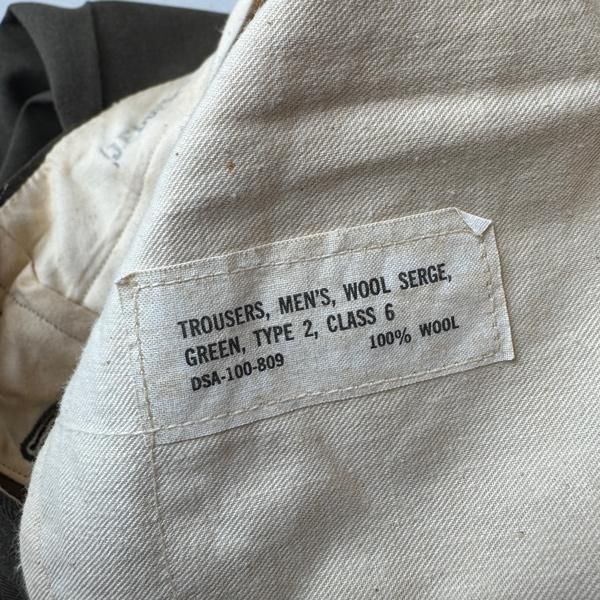 TROUSERS, MEN'S, WOOL SERGE,
GREEN, TYPE 2, CLASS 6
DSA-100-809 100% WOOL